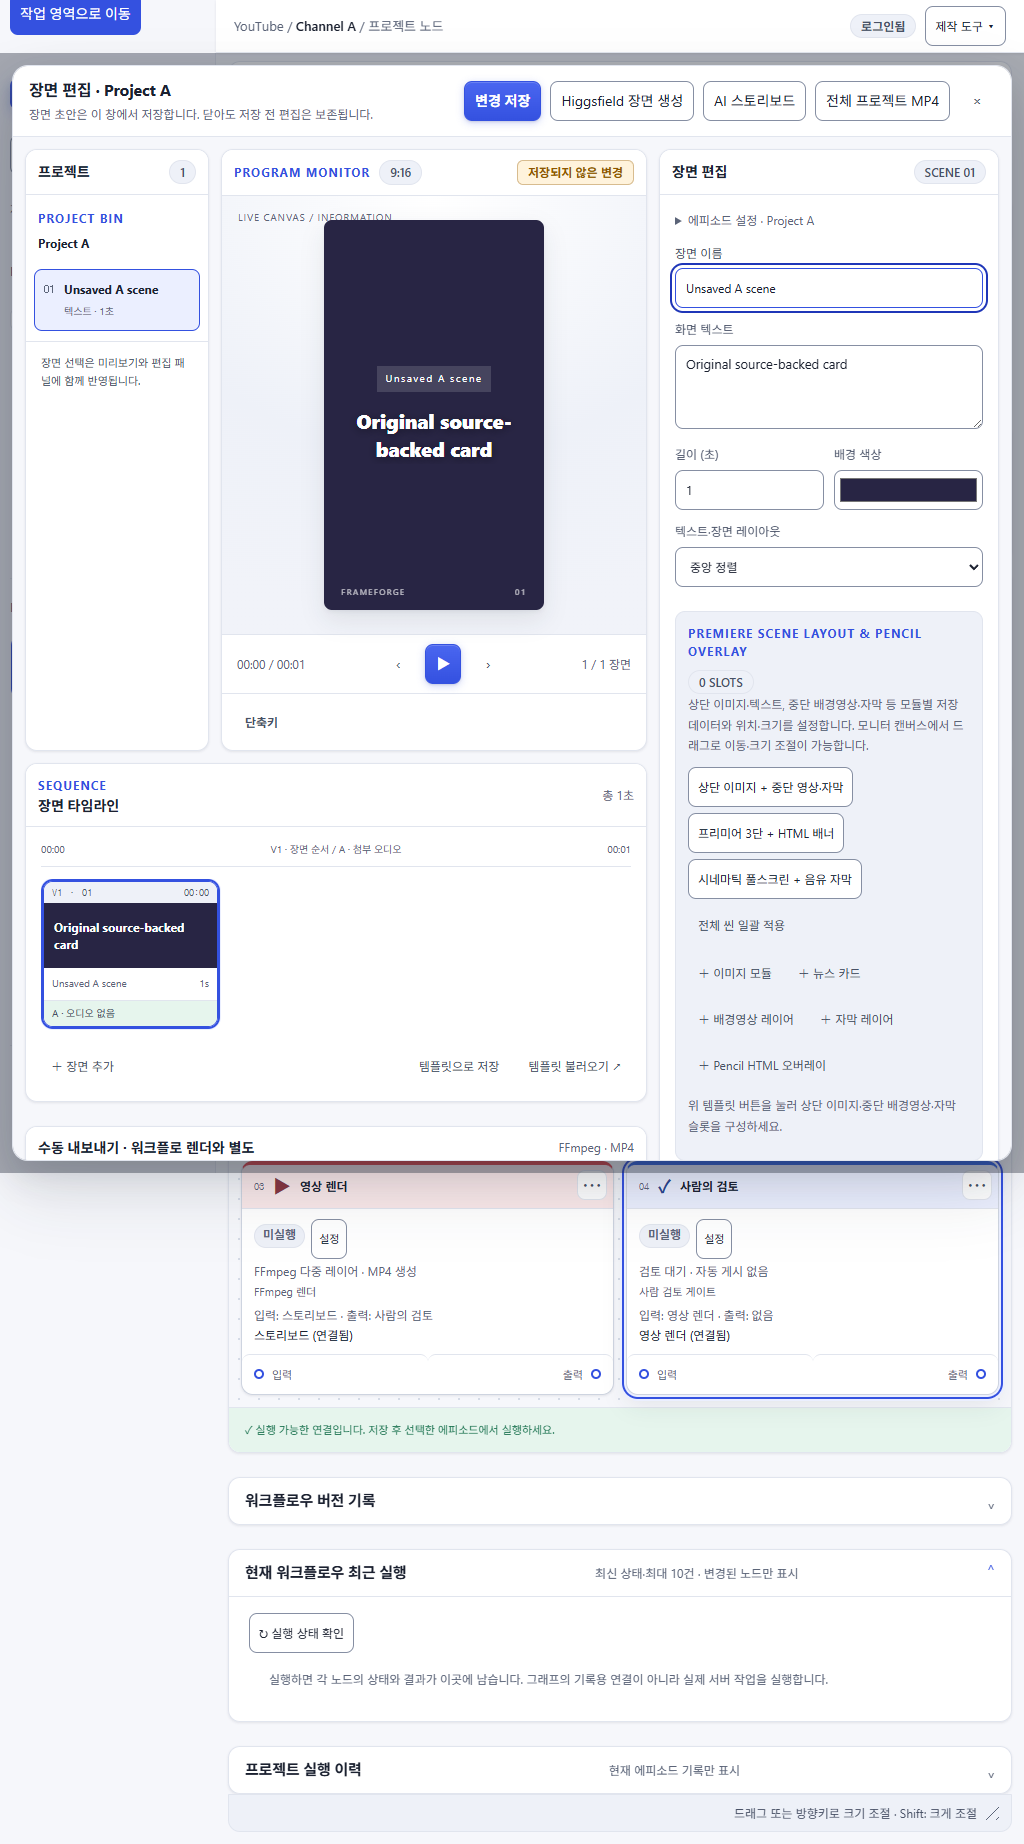 작업 영역으로 이동
YouTube / Channel A / 프로젝트 노드
로그인됨
제작 도구
장면 편집 · Project A
장면 초안은 이 창에서 저장합니다. 닫아도 저장 전 편집은 보존됩니다.
변경 저장
Higgsfield 장면 생성
AI 스토리보드
전체 프로젝트 MP4
×
프로젝트
1
PROJECT BIN
Project A
01 Unsaved A scene
텍스트 · 1초
장면 선택은 미리보기와 편집 패
널에 함께 반영됩니다.
PROGRAM MONITOR
9:16
저장되지 않은 변경
LIVE CANVAS / INFORMATION
Unsaved A scene
Original source-
backed card
FRAMEFORGE
01
00:00 / 00:01
‹
›
1 / 1 장면
단축키
장면 편집
SCENE 01
▶ 에피소드 설정 · Project A
장면 이름
Unsaved A scene
화면 텍스트
Original source-backed card
길이 (초)
배경 색상
1
텍스트·장면 레이아웃
중앙 정렬
PREMIERE SCENE LAYOUT & PENCIL
OVERLAY
0 SLOTS
상단 이미지·텍스트, 중단 배경영상·자막 등 모듈별 저장
데이터와 위치·크기를 설정합니다. 모니터 캔버스에서 드
래그로 이동·크기 조절이 가능합니다.
상단 이미지 + 중단 영상·자막
프리미어 3단 + HTML 배너
시네마틱 풀스크린 + 음유 자막
전체 씬 일괄 적용
+ 이미지 모듈
+ 뉴스 카드
+ 배경영상 레이어
+ 자막 레이어
+ Pencil HTML 오버레이
위 템플릿 버튼을 눌러 상단 이미지·중단 배경영상·자막
슬롯을 구성하세요.
SEQUENCE
장면 타임라인
총 1초
00:00
V1 · 장면 순서 / A · 첨부 오디오
00:01
V1 · 01
00:00
Original source-backed
card
Unsaved A scene
1s
A · 오디오 없음
+ 장면 추가
템플릿으로 저장
템플릿 불러오기 ↗
수동 내보내기 · 워크플로 렌더와 별도
FFmpeg · MP4
03 ▶ 영상 렌더
···
미실행
설정
FFmpeg 다중 레이어 · MP4 생성
FFmpeg 렌더
입력: 스토리보드 · 출력: 사람의 검토
스토리보드 (연결됨)
입력
출력
04 ✓ 사람의 검토
···
미실행
설정
검토 대기 · 자동 게시 없음
사람 검토 게이트
입력: 영상 렌더 · 출력: 없음
영상 렌더 (연결됨)
입력
출력
✓ 실행 가능한 연결입니다. 저장 후 선택한 에피소드에서 실행하세요.
워크플로우 버전 기록
현재 워크플로우 최근 실행
최신 상태·최대 10건 · 변경된 노드만 표시
↻ 실행 상태 확인
실행하면 각 노드의 상태와 결과가 이곳에 남습니다. 그래프의 기록용 연결이 아니라 실제 서버 작업을 실행합니다.
프로젝트 실행 이력
현재 에피소드 기록만 표시
드래그 또는 방향키로 크기 조절 · Shift: 크게 조절